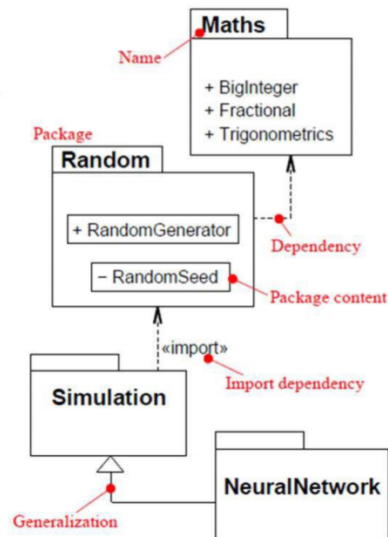 Maths
Name
+ BigInteger
+ Fractional
+ Trigonometrics
Package
Random
+ RandomGenerator
Dependency
− RandomSeed
Package content
«import»
Import dependency
Simulation
NeuralNetwork
Generalization